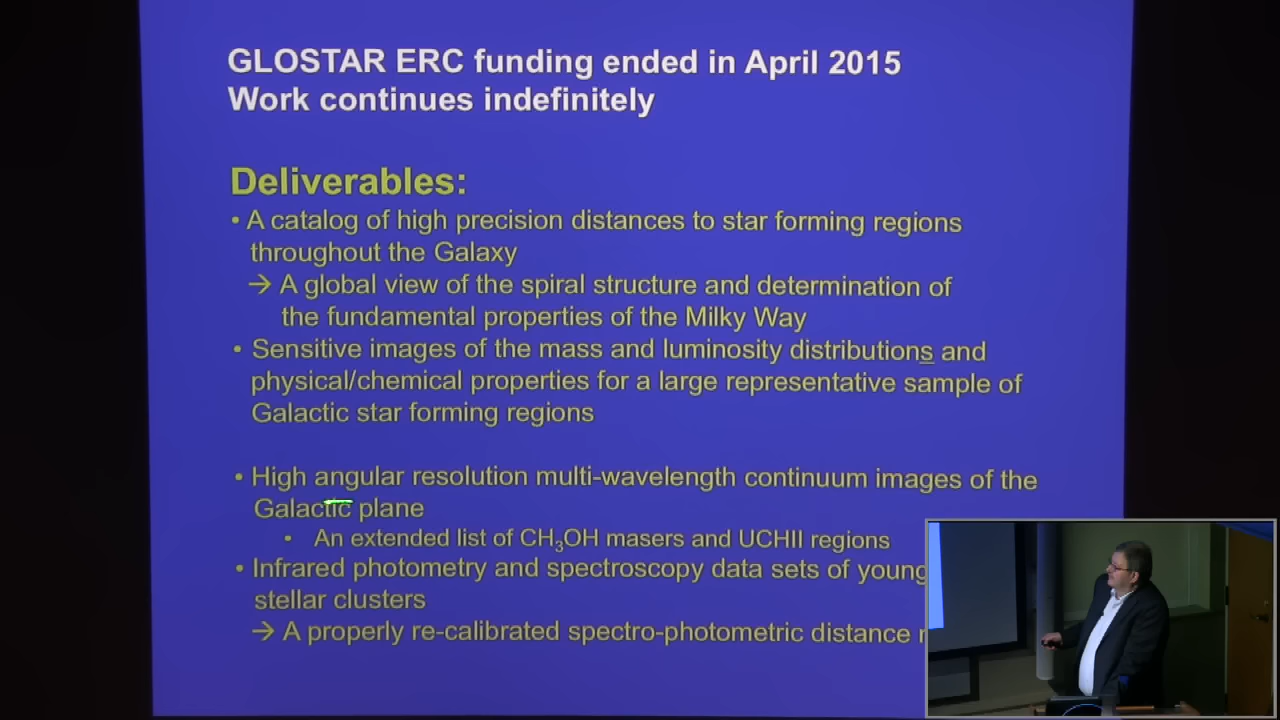 GLOSTAR ERC funding ended in April 2015
Work continues indefinitely
Deliverables:
• A catalog of high precision distances to star forming regions
throughout the Galaxy
→ A global view of the spiral structure and determination of
the fundamental properties of the Milky Way
• Sensitive images of the mass and luminosity distributions and
physical/chemical properties for a large representative sample of
Galactic star forming regions
• High angular resolution multi-wavelength continuum images of the
Galactic plane
• An extended list of CH₃OH masers and UCHII regions
• Infrared photometry and spectroscopy data sets of young
stellar clusters
→ A properly re-calibrated spectro-photometric distance